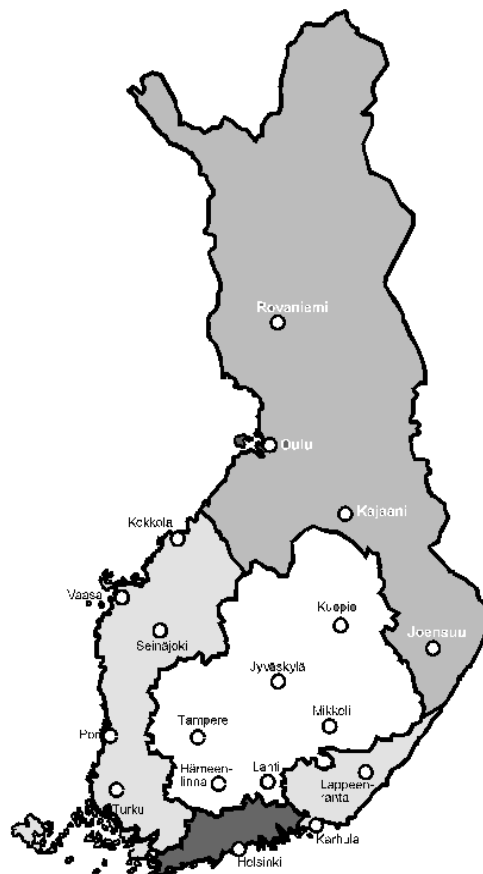 Rovaniemi
Oulu
Kajaani
Kokkola
Vaasa
Kuopio
Seinäjoki
Joensuu
Jyväskylä
Mikkeli
Pori
Tampere
Hämeen-
linna
Lahti
Lappeen-
ranta
Turku
Karhula
Helsinki